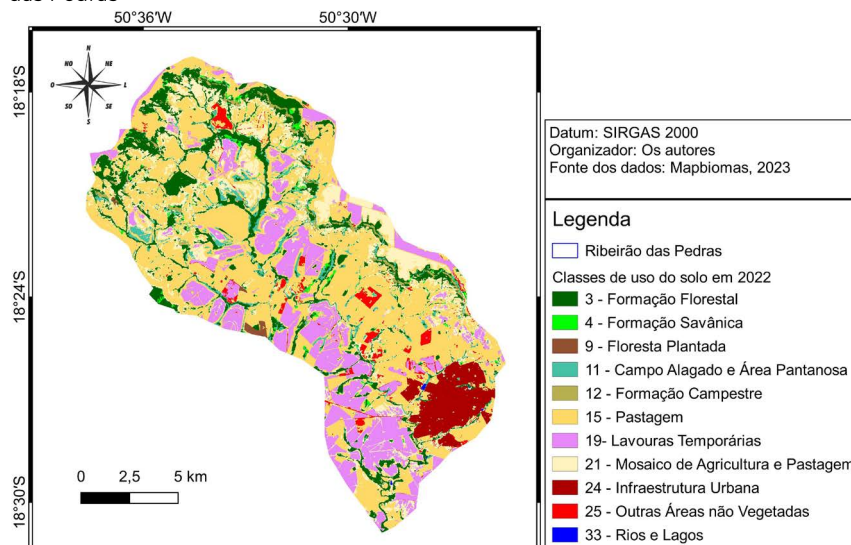 das Pedras
50°36'W
50°30'W
18°18'S
18°24'S
18°30'S
N
NO
NE
O
L
SO
SE
S
0
2,5
5 km
Datum: SIRGAS 2000
Organizador: Os autores
Fonte dos dados: Mapbiomas, 2023
Legenda
Ribeirão das Pedras
Classes de uso do solo em 2022
3 - Formação Florestal
4 - Formação Savânica
9 - Floresta Plantada
11 - Campo Alagado e Área Pantanosa
12 - Formação Campestre
15 - Pastagem
19- Lavouras Temporárias
21 - Mosaico de Agricultura e Pastagem
24 - Infraestrutura Urbana
25 - Outras Áreas não Vegetadas
33 - Rios e Lagos